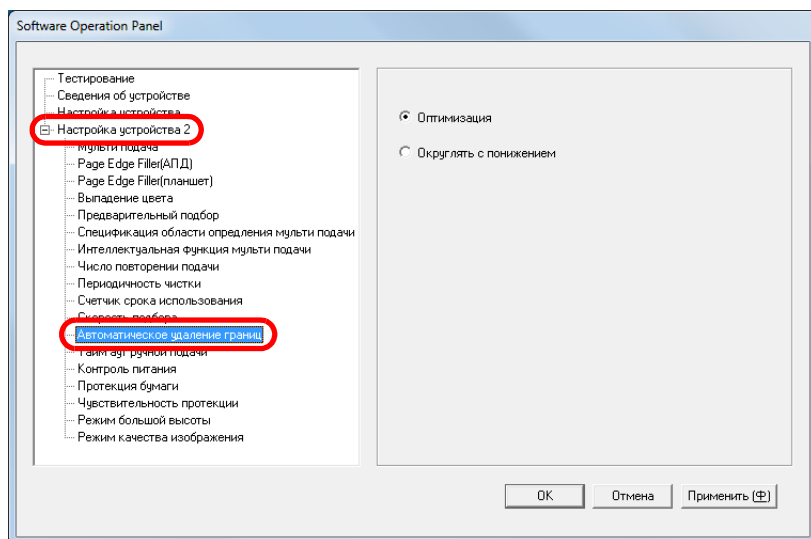 Software Operation Panel
Тестирование
Сведения об устройстве
Настройка устройства
Настройка устройства 2
Мульти подача
Page Edge Filler(АПД)
Page Edge Filler(планшет)
Выпадение цвета
Предварительный подбор
Спецификация области опредления мульти подачи
Интеллектуальная функция мульти подачи
Число повторении подачи
Периодичность чистки
Счетчик срока использования
Скорость подбора
Автоматическое удаление границ
Тайм аут ручной подачи
Контроль питания
Протекция бумаги
Чувствительность протекции
Режим большой высоты
Режим качества изображения
Оптимизация
Округлять с понижением
OK
Отмена
Применить (Ф)